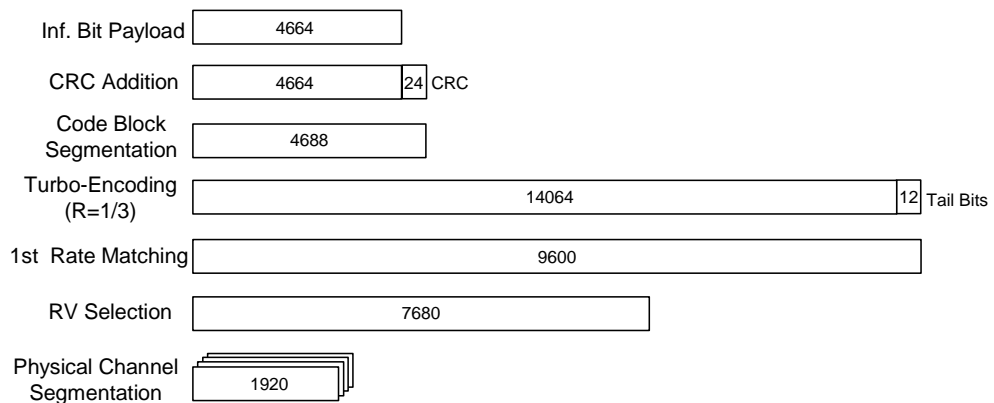 Inf. Bit Payload
4664
CRC Addition
4664
24
CRC
Code Block
Segmentation
4688
Turbo-Encoding
(R=1/3)
14064
12
Tail Bits
1st Rate Matching
9600
RV Selection
7680
Physical Channel
Segmentation
1920